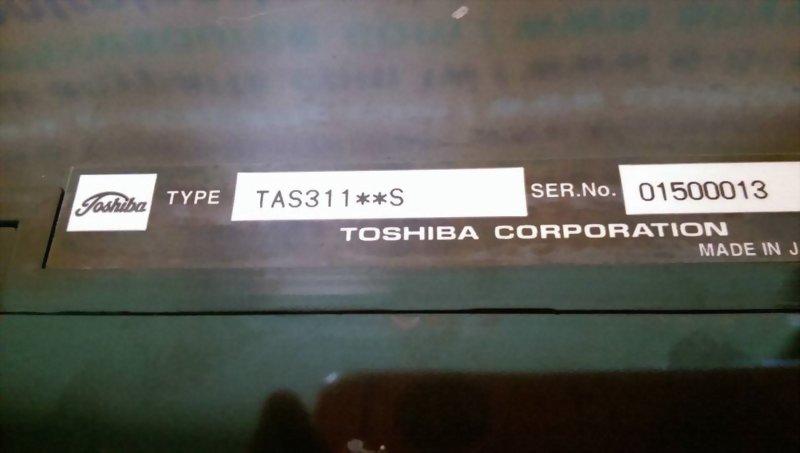 Toshiba TYPE TAS311**S SER.No. 01500013
TOSHIBA CORPORATION
MADE IN J